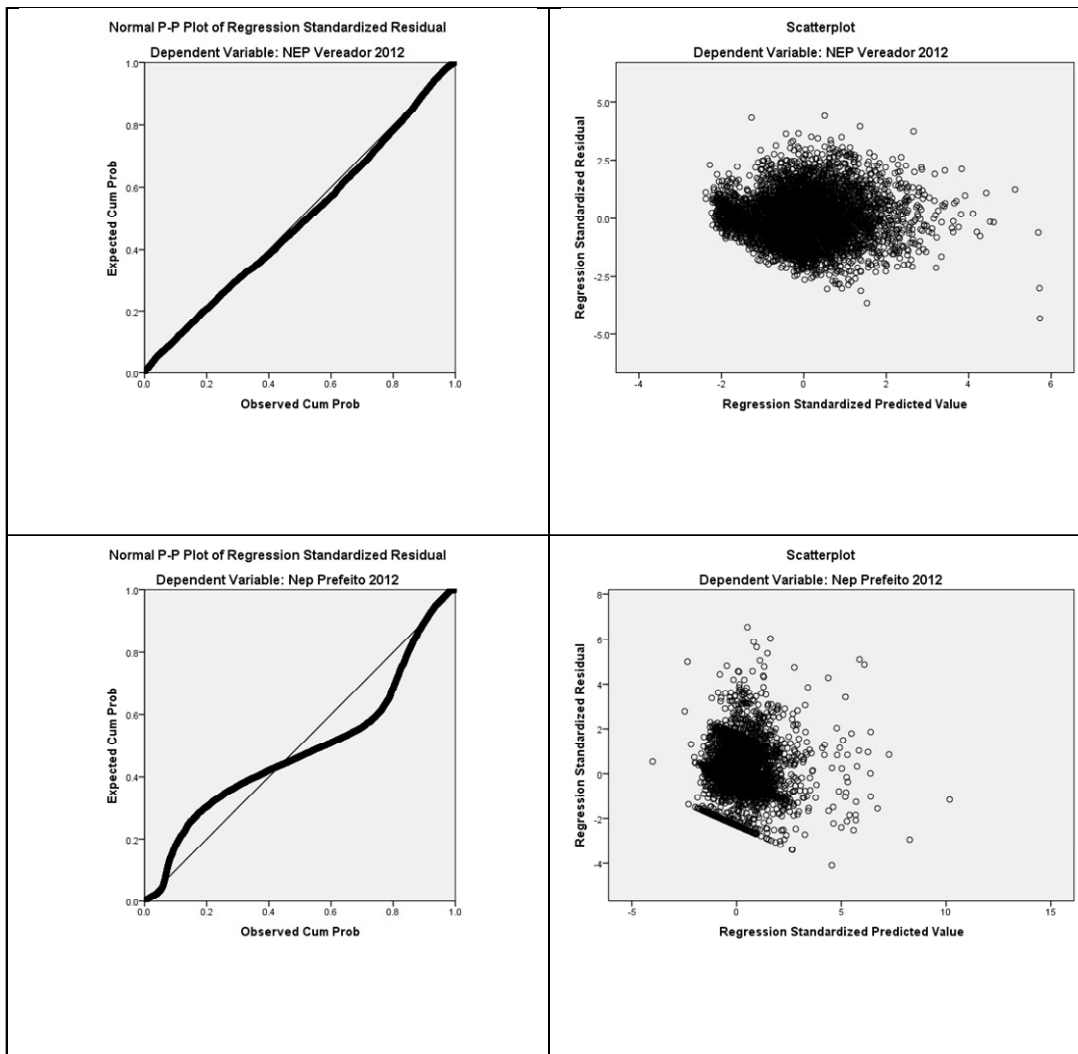 Normal P-P Plot of Regression Standardized Residual
Dependent Variable: NEP Vereador 2012
Expected Cum Prob
1.0
0.8
0.6
0.4
0.2
0.0
0.0 0.2 0.4 0.6 0.8 1.0
Observed Cum Prob
Scatterplot
Dependent Variable: NEP Vereador 2012
Regression Standardized Residual
5.0
2.5
0.0
-2.5
-5.0
-4 -2 0 2 4 6
Regression Standardized Predicted Value
Normal P-P Plot of Regression Standardized Residual
Dependent Variable: Nep Prefeito 2012
Expected Cum Prob
1.0
0.8
0.6
0.4
0.2
0.0
0.0 0.2 0.4 0.6 0.8 1.0
Observed Cum Prob
Scatterplot
Dependent Variable: Nep Prefeito 2012
Regression Standardized Residual
8
6
4
2
0
-2
-4
-5 0 5 10 15
Regression Standardized Predicted Value